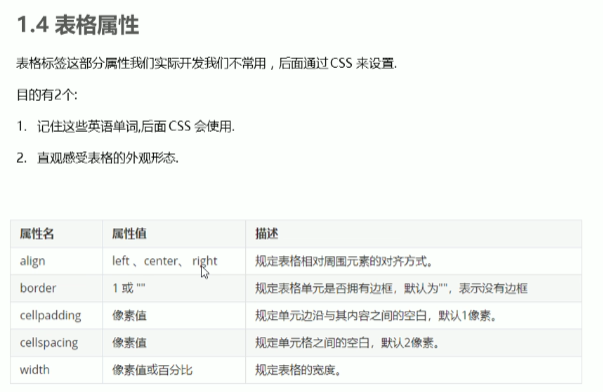 1.4 表格属性
表格标签这部分属性我们实际开发我们不常用，后面通过 CSS 来设置.
目的有2个:
1. 记住这些英语单词,后面 CSS 会使用.
2. 直观感受表格的外观形态.
属性名 属性值 描述
align left 、center、 right 规定表格相对周围元素的对齐方式。
border 1 或 "" 规定表格单元是否拥有边框，默认为""，表示没有边框
cellpadding 像素值 规定单元边沿与其内容之间的空白，默认1像素。
cellspacing 像素值 规定单元格之间的空白，默认2像素。
width 像素值或百分比 规定表格的宽度。